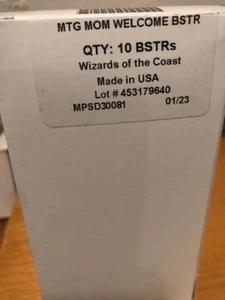 MTG MOM WELCOME BSTR
QTY: 10 BSTRs
Wizards of the Coast
Made in USA
Lot # 453179640
MPSD30081 01/23